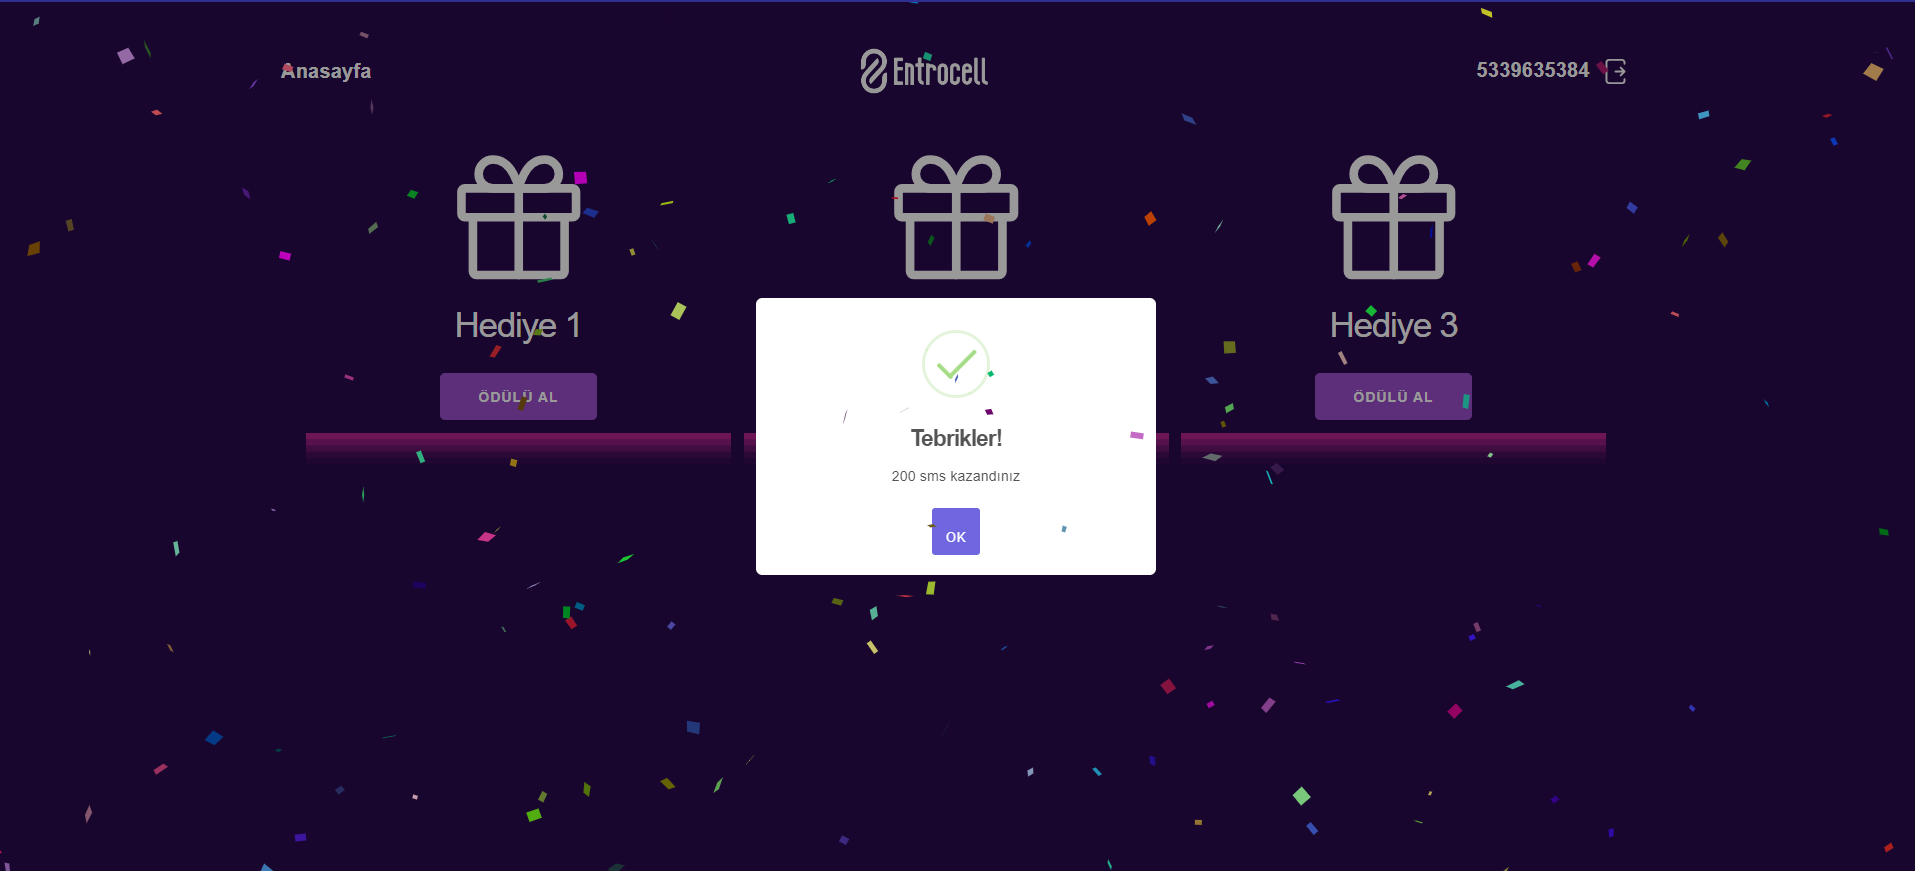 Anasayfa
Entrocell
5339635384
Hediye 1
ÖDÜLÜ AL
Hediye 3
ÖDÜLÜ AL
Tebrikler!
200 sms kazandınız
OK